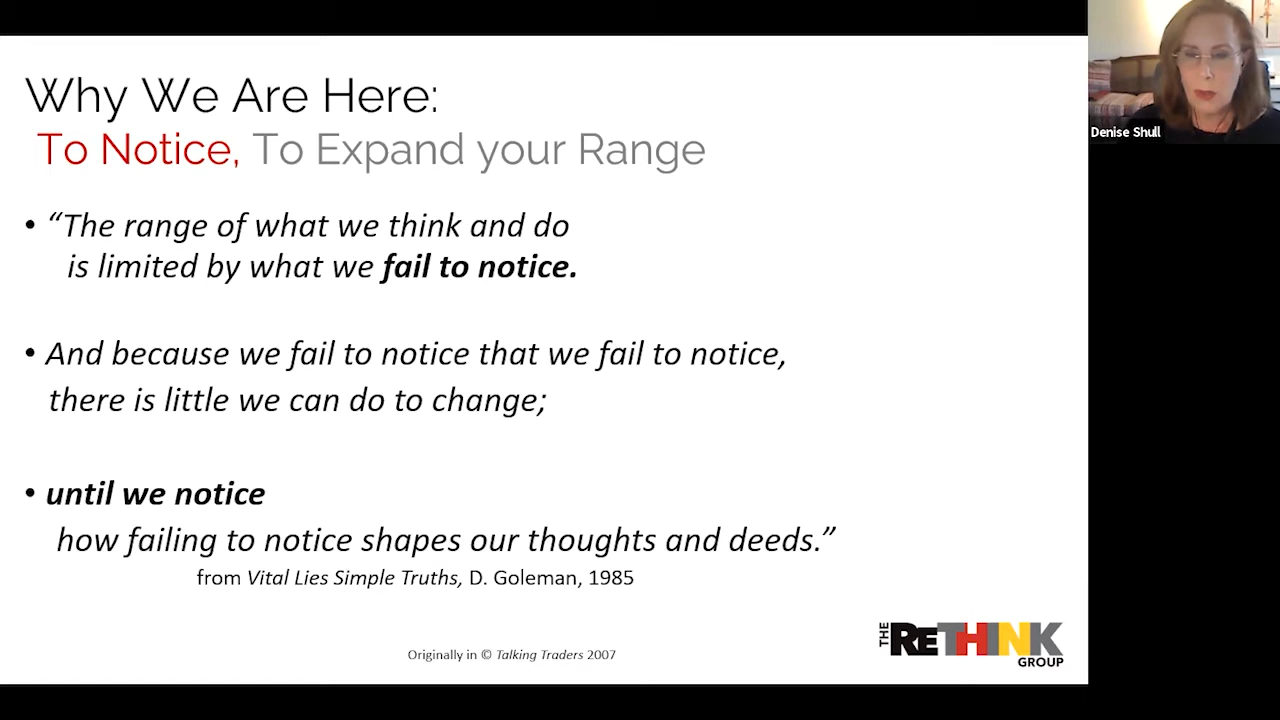 Why We Are Here:
To Notice, To Expand your Range
• “The range of what we think and do
is limited by what we fail to notice.
• And because we fail to notice that we fail to notice,
there is little we can do to change;
• until we notice
how failing to notice shapes our thoughts and deeds.”
from Vital Lies Simple Truths, D. Goleman, 1985
Originally in © Talking Traders 2007
THE RETHINK
GROUP
Denise Shull